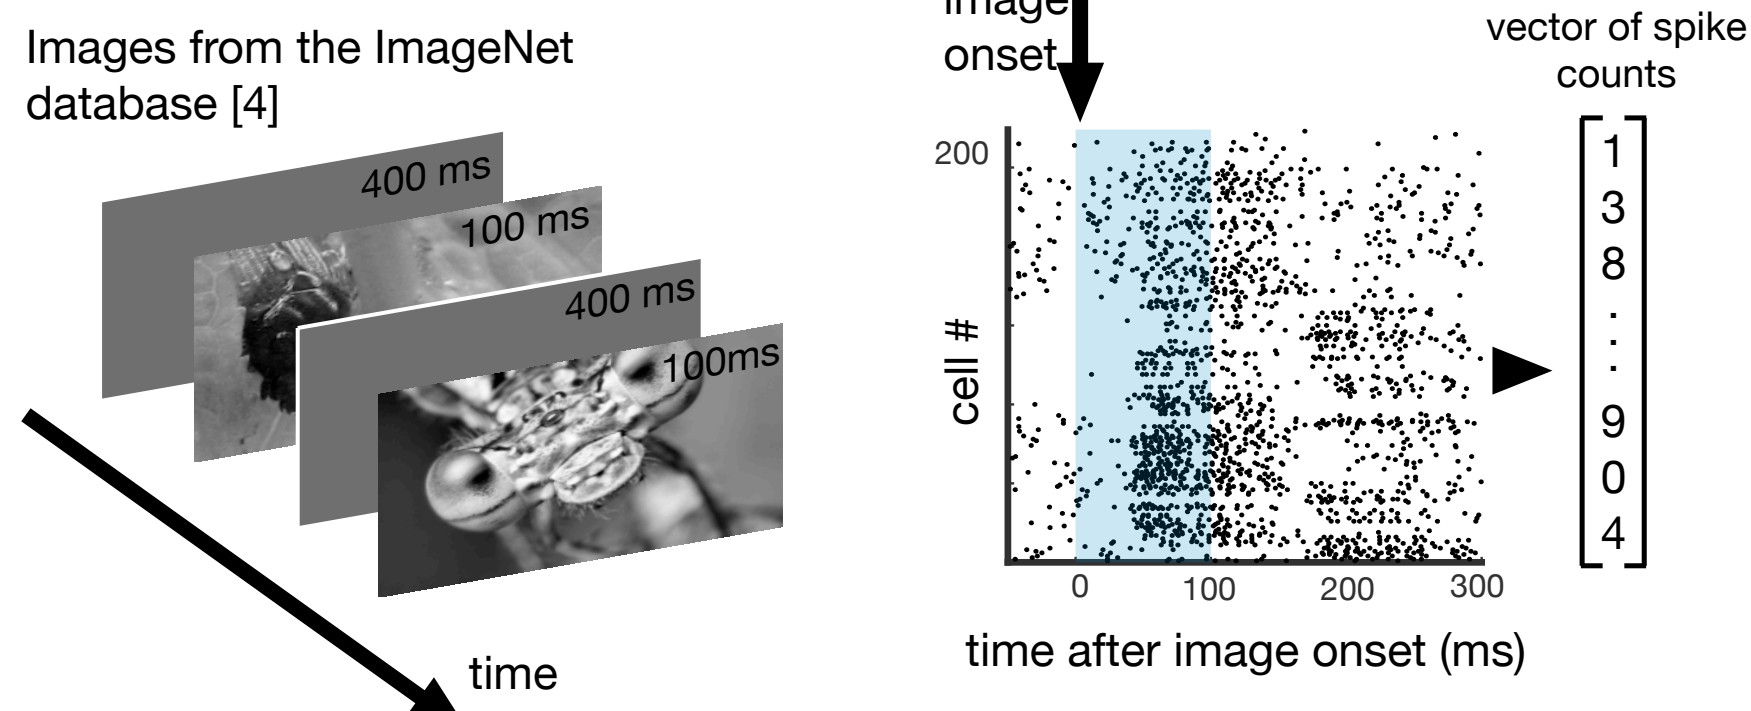 Images from the ImageNet
database [4]
400 ms
100 ms
400 ms
100ms
time
image
onset
200
cell #
0
100
200
300
time after image onset (ms)
vector of spike
counts
1
3
8
.
.
.
9
0
4